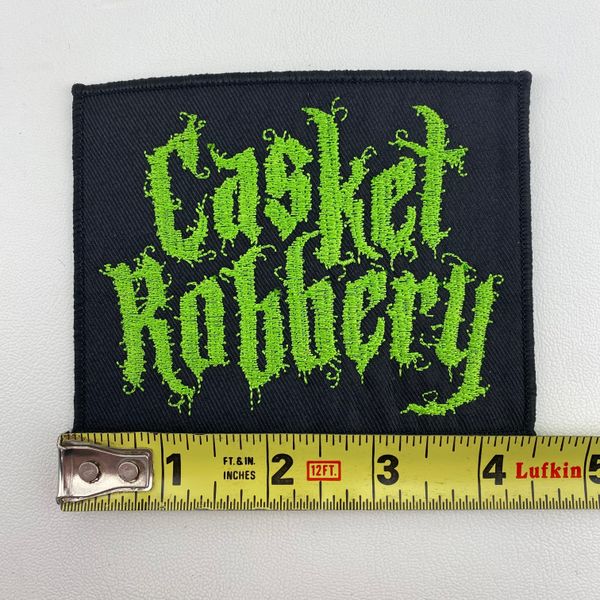 Casket
Robbery
1 FT. & IN. INCHES 2 12FT. 3 4 Lufkin 5